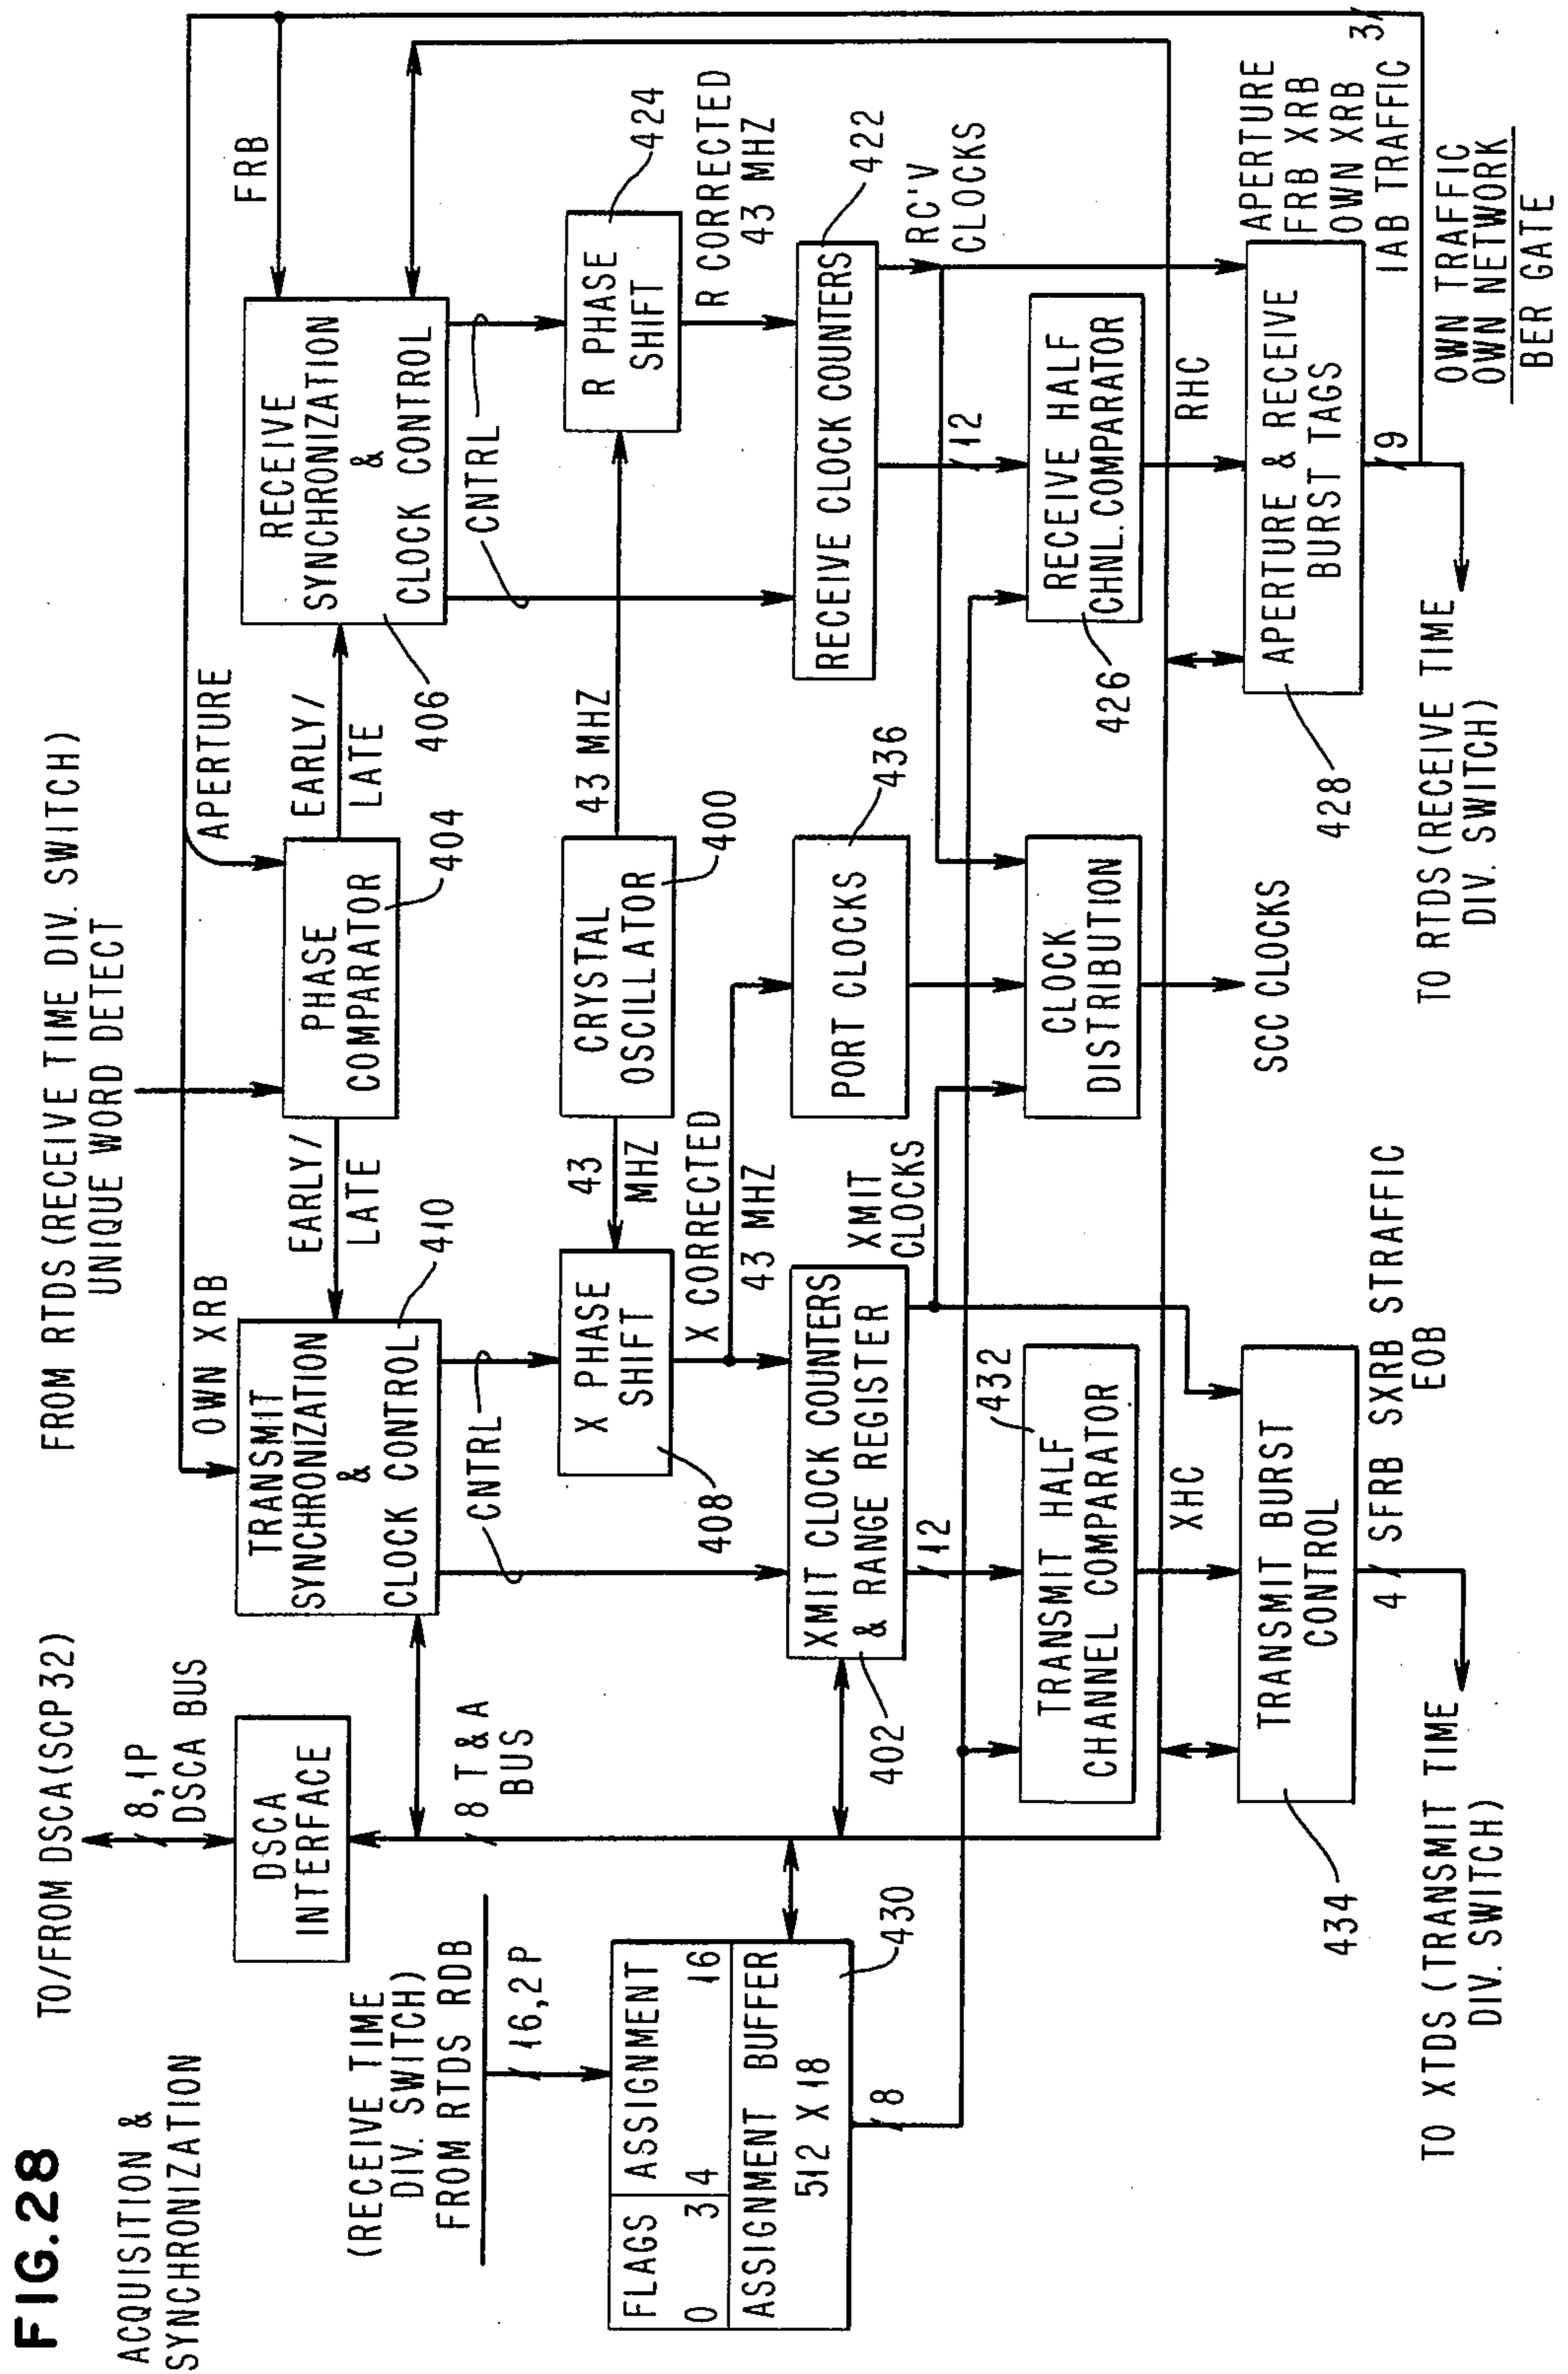 FIG.28
ACQUISITION &
SYNCHRONIZATION
TO/FROM DSCA (SCP 32)
8,1P
DSCA BUS
DSCA
INTERFACE
8 T & A
BUS
(RECEIVE TIME
DIV. SWITCH)
FROM RTDS RDB
16,2P
FLAGS
0 3
ASSIGNMENT
4 16
ASSIGNMENT BUFFER
512 X 18
430
8
FROM RTDS (RECEIVE TIME DIV. SWITCH)
UNIQUE WORD DETECT
OWN XRB
TRANSMIT
SYNCHRONIZATION
&
CLOCK CONTROL
410
EARLY/
LATE
PHASE
COMPARATOR
404
APERTURE
EARLY/
LATE
RECEIVE
SYNCHRONIZATION
&
CLOCK CONTROL
406
FRB
CNTRL
X PHASE
SHIFT
408
43
MHZ
CRYSTAL
OSCILLATOR
400
43 MHZ
CNTRL
R PHASE
SHIFT
424
X CORRECTED
43 MHZ
R CORRECTED
43 MHZ
XMIT CLOCK COUNTERS
& RANGE REGISTER
402
12
XMIT
CLOCKS
PORT CLOCKS
436
RECEIVE CLOCK COUNTERS
422
12
RC'V
CLOCKS
TRANSMIT HALF
CHANNEL COMPARATOR
432
XHC
CLOCK
DISTRIBUTION
SCC CLOCKS
RECEIVE HALF
CHNL.COMPARATOR
426
RHC
TRANSMIT BURST
CONTROL
434
4
SFRB SXRB STRAFFIC
EOB
TO XTDS (TRANSMIT TIME
DIV. SWITCH)
APERTURE & RECEIVE
BURST TAGS
428
9
3
APERTURE
FRB XRB
OWN XRB
IAB TRAFFIC
OWN TRAFFIC
OWN NETWORK
BER GATE
TO RTDS (RECEIVE TIME
DIV. SWITCH)